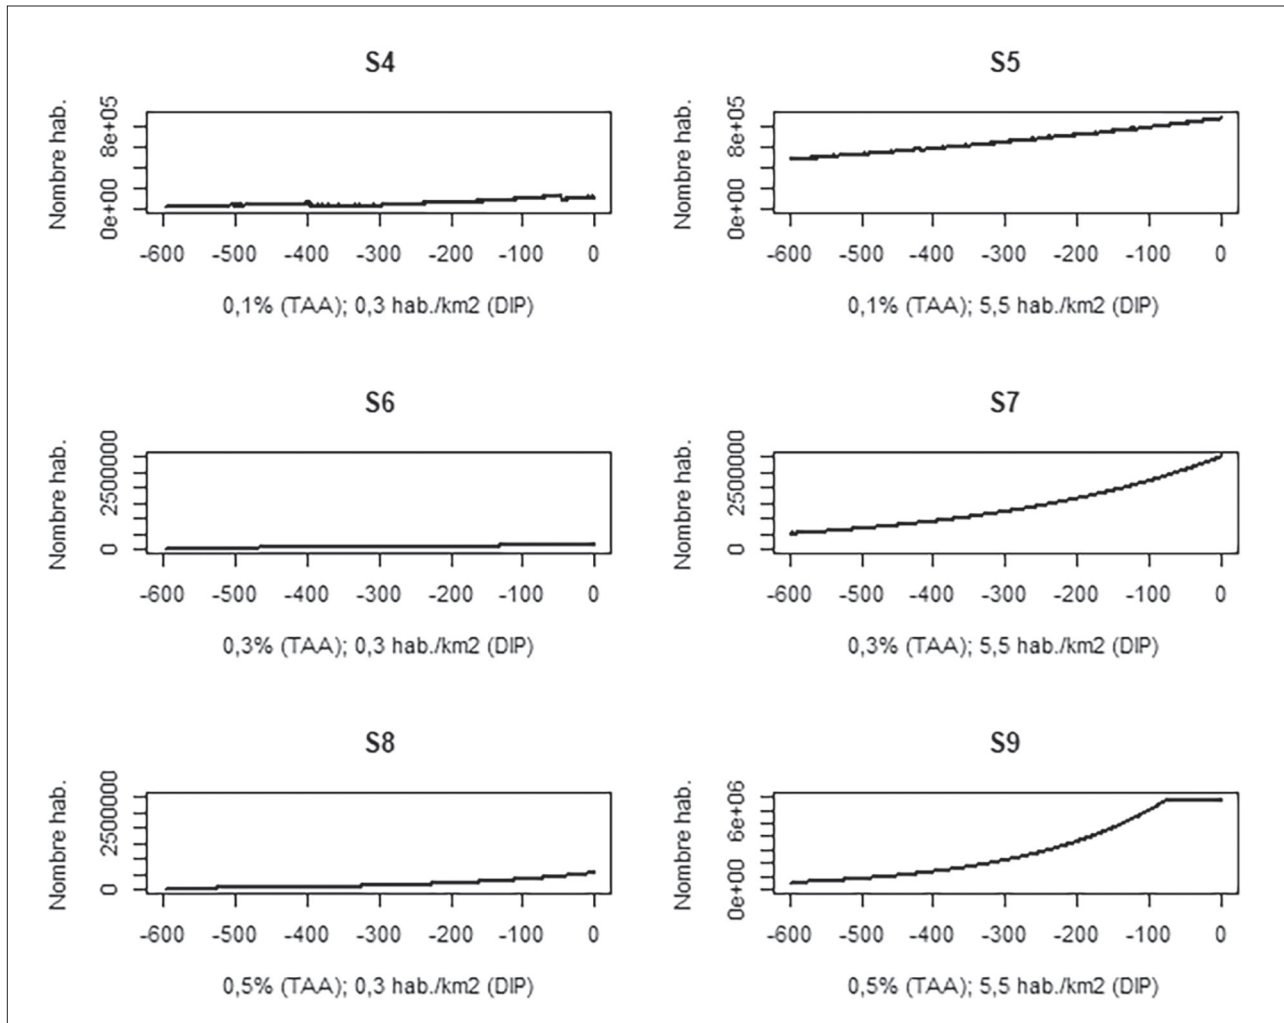 S4
Nombre hab.
8e+05
0e+00
-600 -500 -400 -300 -200 -100 0
0,1% (TAA); 0,3 hab./km2 (DIP)
S5
Nombre hab.
8e+05
0e+00
-600 -500 -400 -300 -200 -100 0
0,1% (TAA); 5,5 hab./km2 (DIP)
S6
Nombre hab.
2500000
0
-600 -500 -400 -300 -200 -100 0
0,3% (TAA); 0,3 hab./km2 (DIP)
S7
Nombre hab.
2500000
0
-600 -500 -400 -300 -200 -100 0
0,3% (TAA); 5,5 hab./km2 (DIP)
S8
Nombre hab.
2500000
0
-600 -500 -400 -300 -200 -100 0
0,5% (TAA); 0,3 hab./km2 (DIP)
S9
Nombre hab.
6e+06
0e+00
-600 -500 -400 -300 -200 -100 0
0,5% (TAA); 5,5 hab./km2 (DIP)